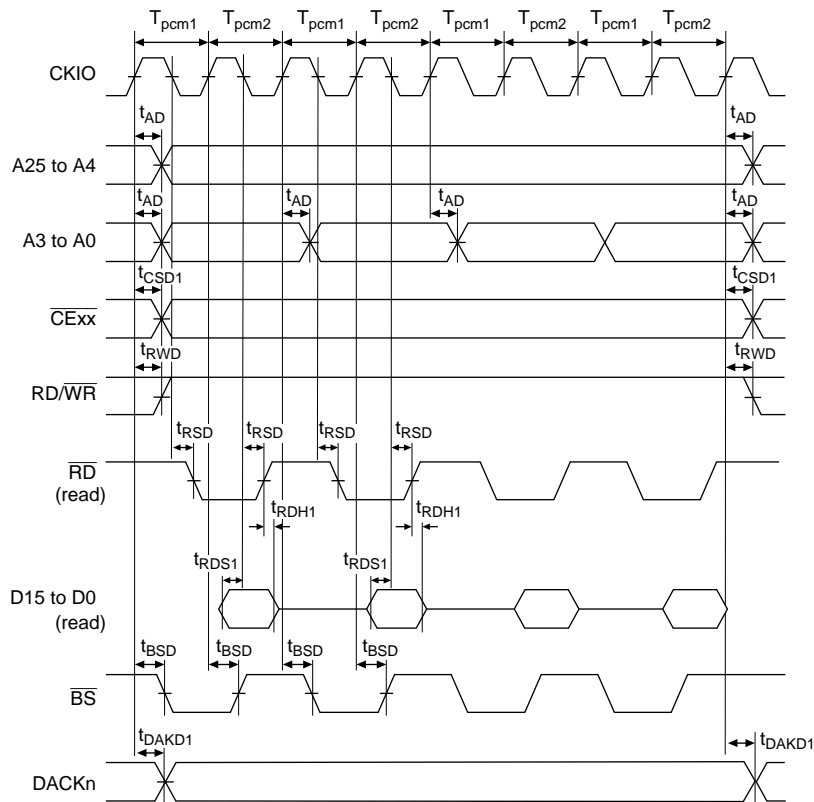 Tpcm1 Tpcm2 Tpcm1 Tpcm2 Tpcm1 Tpcm2 Tpcm1 Tpcm2
CKIO
tAD tAD
A25 to A4
tAD tAD tAD tAD
A3 to A0
tCSD1 tCSD1
CExx
tRWD tRWD
RD/WR
tRSD tRSD tRSD tRSD
RD
(read)
tRDH1 tRDH1
tRDS1 tRDS1
D15 to D0
(read)
tBSD tBSD tBSD tBSD
BS
tDAKD1 tDAKD1
DACKn